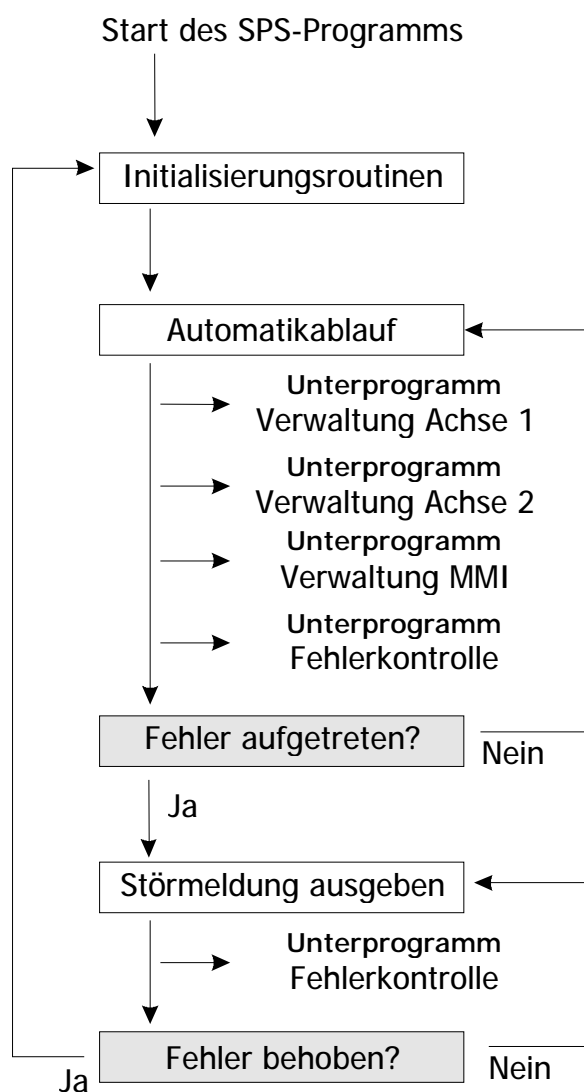 Start des SPS-Programms
Initialisierungsroutinen
Automatikablauf
Unterprogramm
Verwaltung Achse 1
Unterprogramm
Verwaltung Achse 2
Unterprogramm
Verwaltung MMI
Unterprogramm
Fehlerkontrolle
Fehler aufgetreten?
Nein
Ja
Störmeldung ausgeben
Unterprogramm
Fehlerkontrolle
Fehler behoben?
Nein
Ja